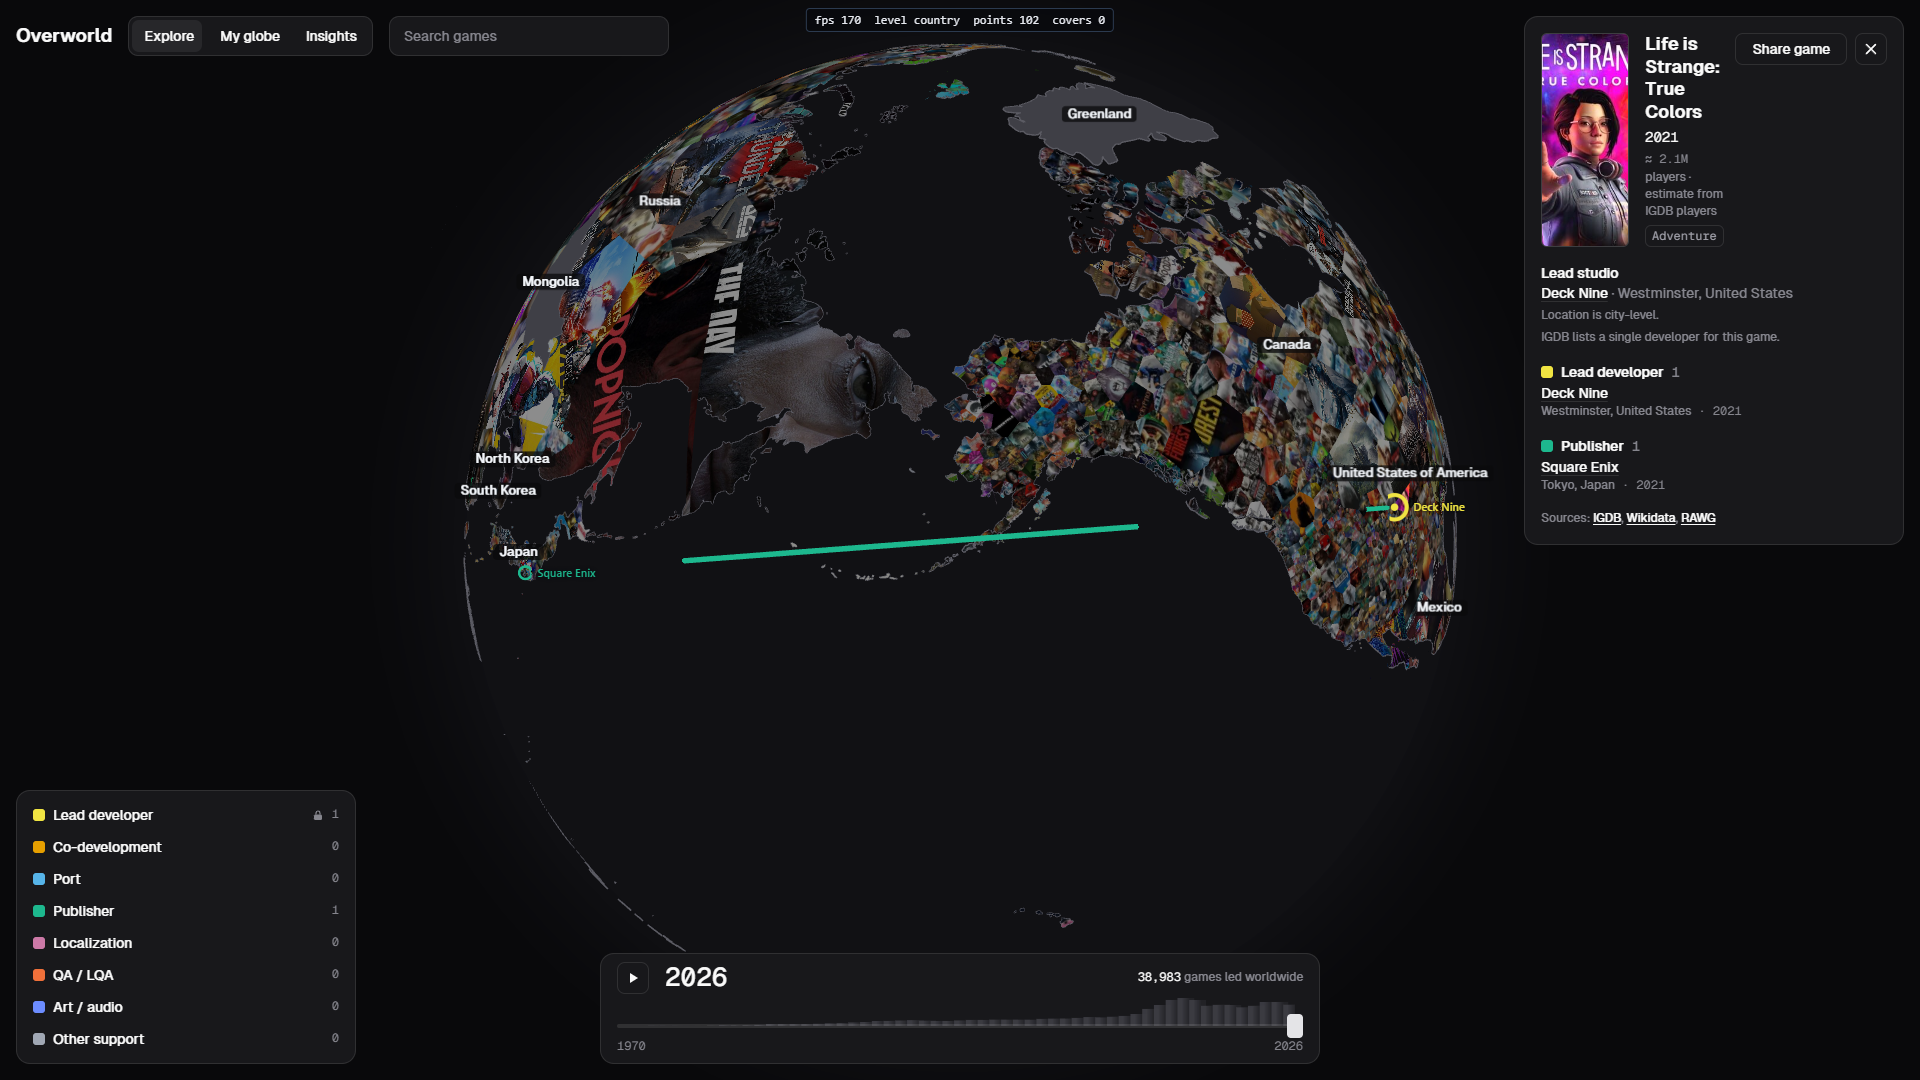 Overworld
Explore
My globe
Insights
Search games
fps 170 level country points 102 covers 0
E IS STRAN
RUE COLO
Life is
Strange:
True
Colors
Share game
2021
≈ 2.1M
players ·
estimate from
IGDB players
Adventure
Lead studio
Deck Nine · Westminster, United States
Location is city-level.
IGDB lists a single developer for this game.
Lead developer 1
Deck Nine
Westminster, United States · 2021
Publisher 1
Square Enix
Tokyo, Japan · 2021
Sources: IGDB, Wikidata, RAWG
Greenland
Russia
Mongolia
THE DAY
Canada
North Korea
South Korea
United States of America
Deck Nine
Japan
Square Enix
Mexico
Lead developer 1
Co-development 0
Port 0
Publisher 1
Localization 0
QA / LQA 0
Art / audio 0
Other support 0
2026
38,983 games led worldwide
1970
2026